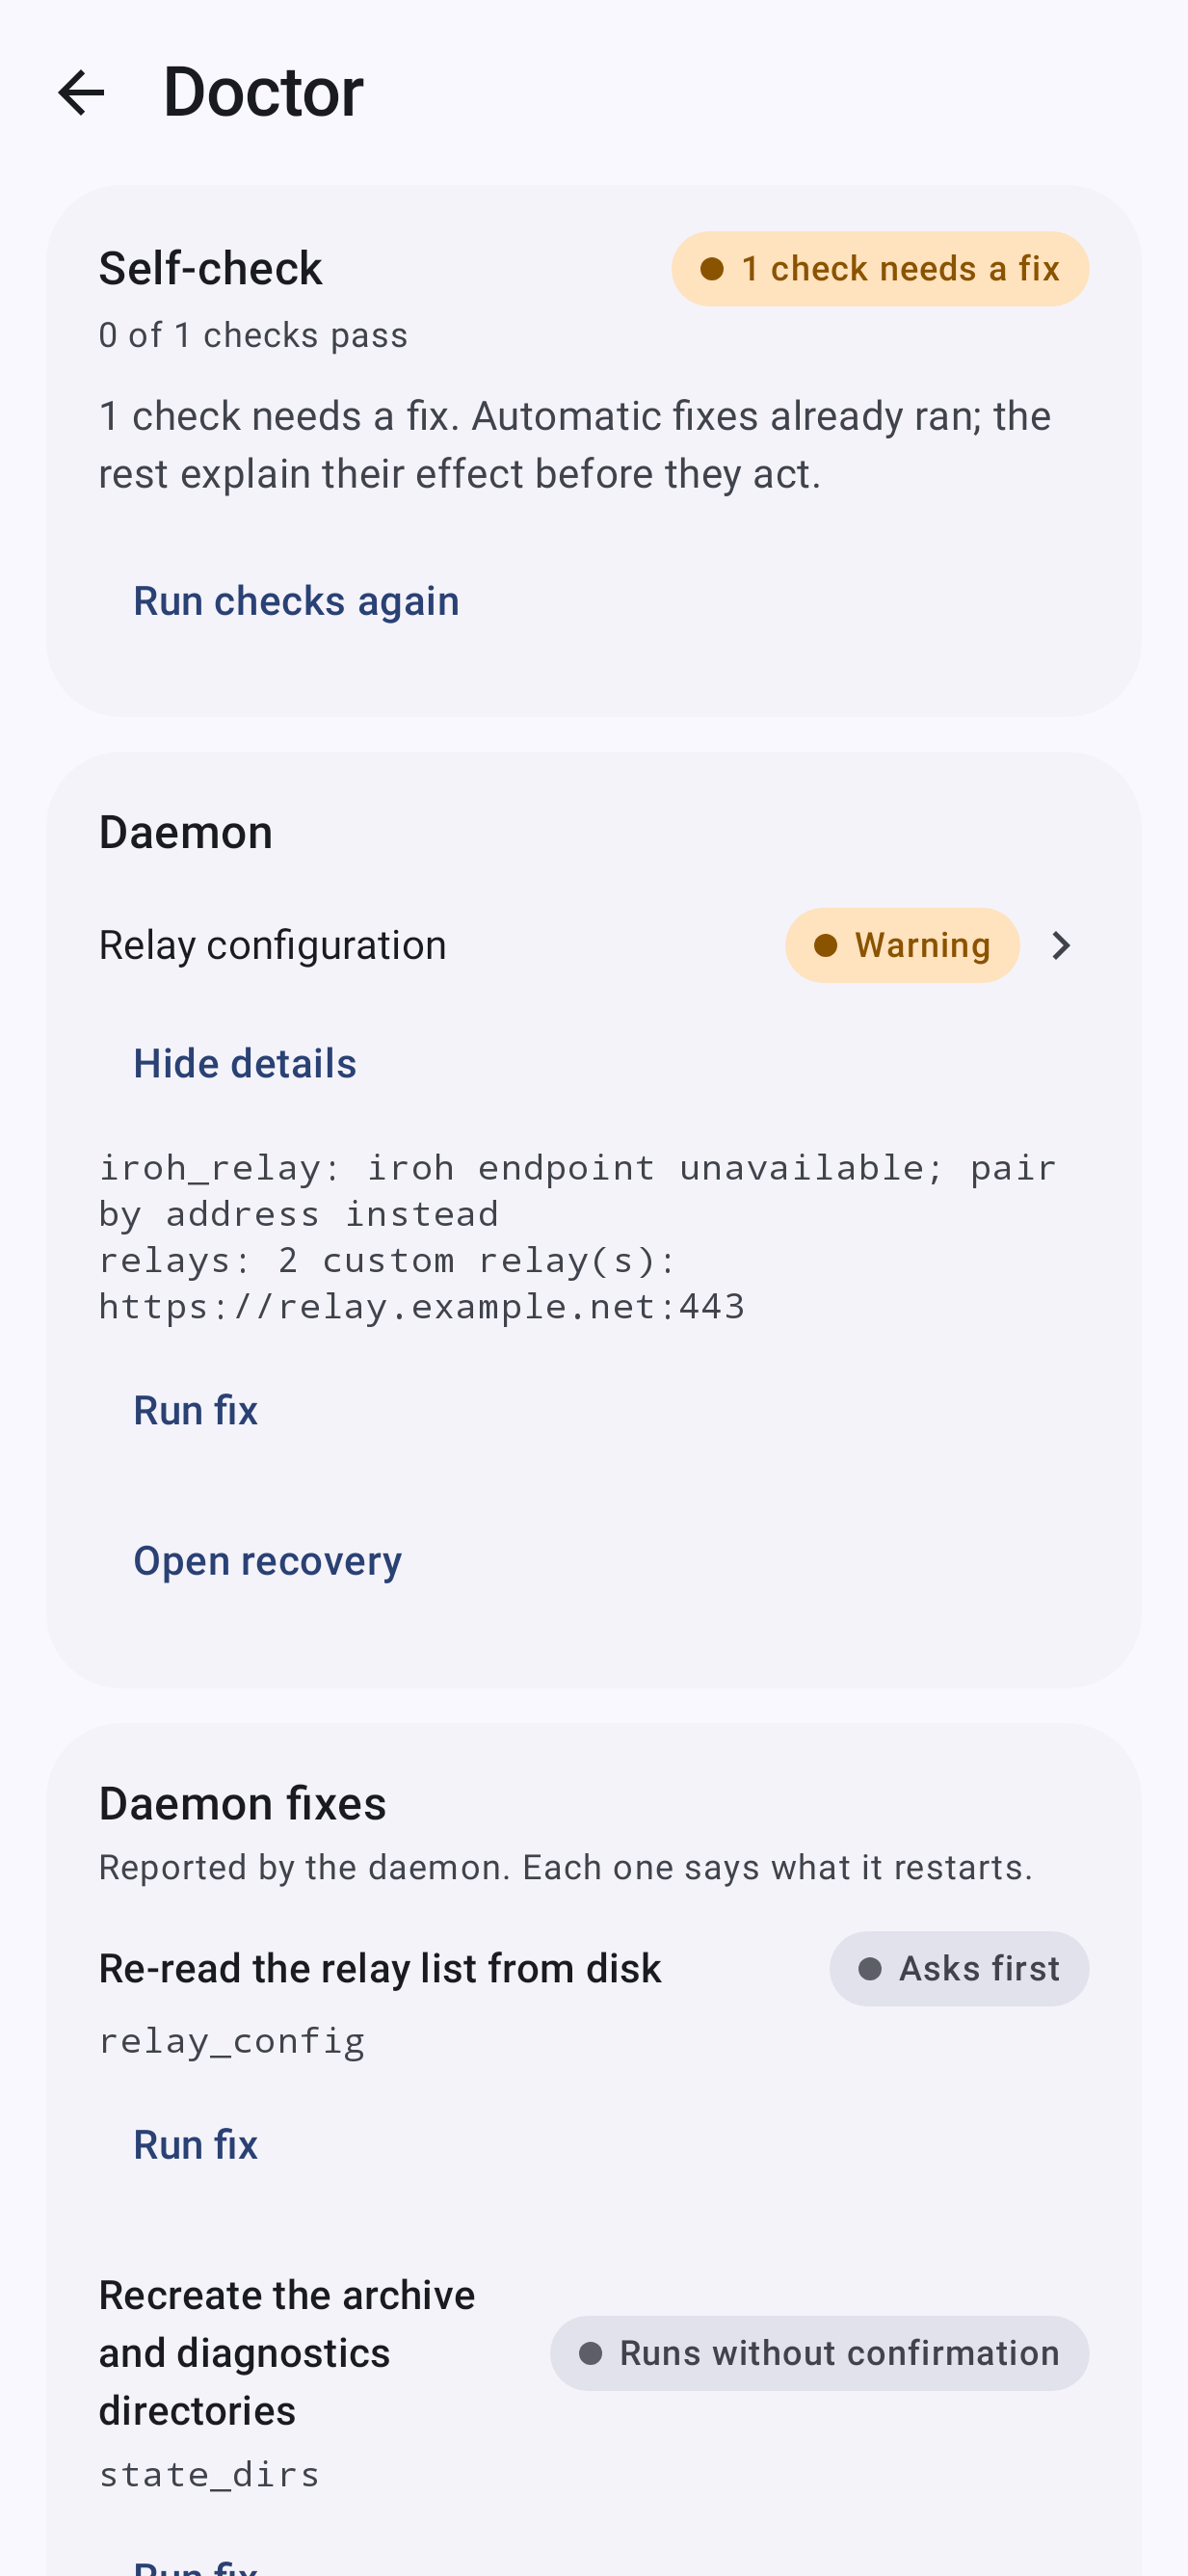 Doctor
Self-check
1 check needs a fix
0 of 1 checks pass
1 check needs a fix. Automatic fixes already ran; the
rest explain their effect before they act.
Run checks again
Daemon
Relay configuration
Warning
Hide details
iroh_relay: iroh endpoint unavailable; pair
by address instead
relays: 2 custom relay(s):
https://relay.example.net:443
Run fix
Open recovery
Daemon fixes
Reported by the daemon. Each one says what it restarts.
Re-read the relay list from disk
Asks first
relay_config
Run fix
Recreate the archive
and diagnostics
directories
Runs without confirmation
state_dirs
Run fix